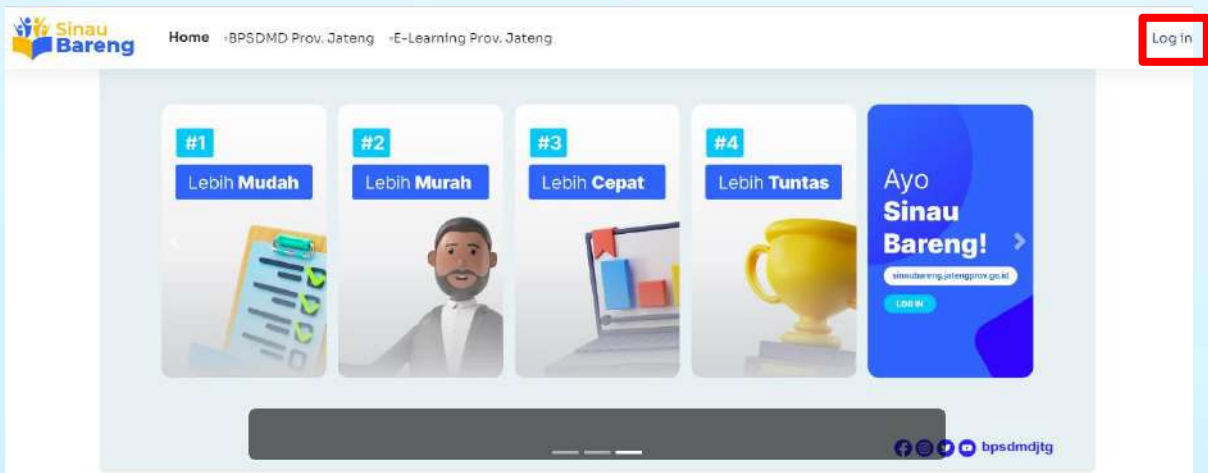 Sinau
Bareng
Home
BPSDMD Prov. Jateng
E-Learning Prov. Jateng
Log in
#1
Lebih Mudah
#2
Lebih Murah
#3
Lebih Cepat
#4
Lebih Tuntas
Ayo
Sinau
Bareng!
sinaubareng.jatengprov.go.id
LOG IN
bpsdmdjtg